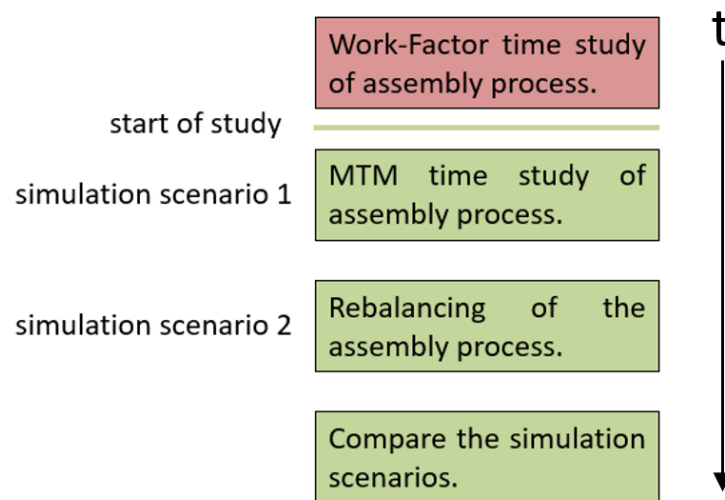 Work-Factor time study
of assembly process.
t
start of study
simulation scenario 1
MTM time study of
assembly process.
simulation scenario 2
Rebalancing of the
assembly process.
Compare the simulation
scenarios.